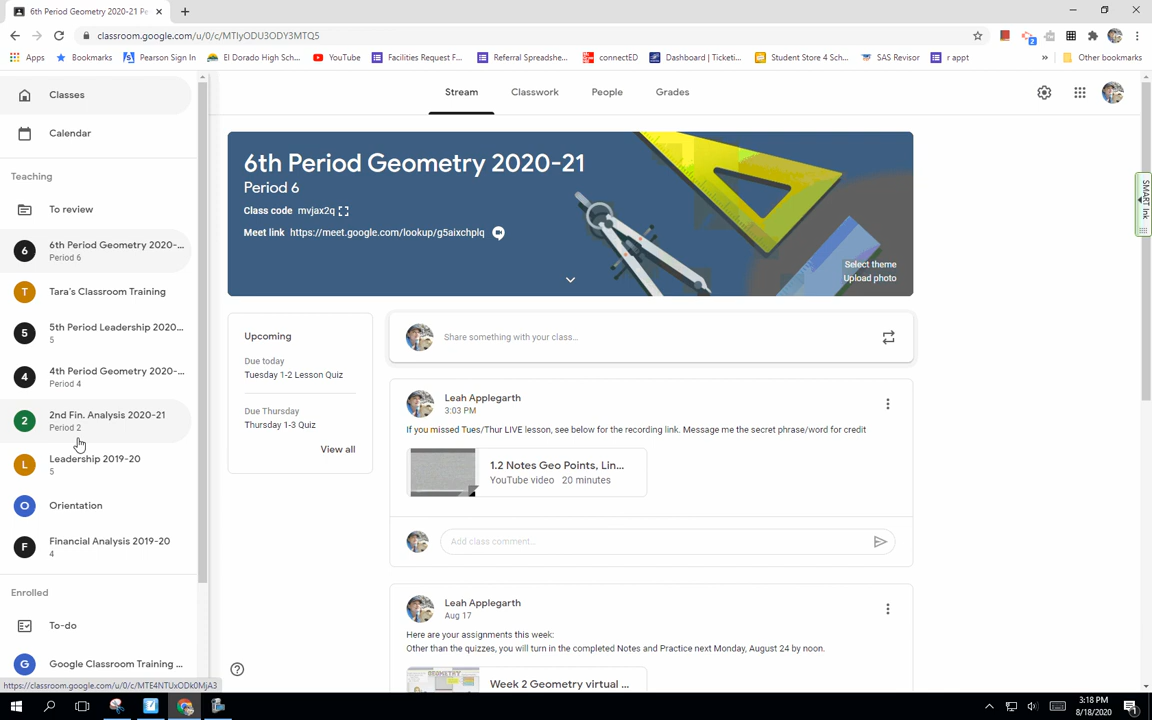 6th Period Geometry 2020-21 Pe
classroom.google.com/u/0/c/MTIyODU3ODY3MTQ5
2
Apps
Bookmarks
Pearson Sign In
El Dorado High Sch...
YouTube
Facilities Request F...
Referral Spreadshe...
connectED
Dashboard | Ticketi...
Student Store 4 Sch...
SAS Revisor
r appt
»
Other bookmarks
Classes
Calendar
Teaching
To review
6
6th Period Geometry 2020-...
Period 6
T
Tara's Classroom Training
5
5th Period Leadership 2020...
5
4
4th Period Geometry 2020-...
Period 4
2
2nd Fin. Analysis 2020-21
Period 2
L
Leadership 2019-20
5
O
Orientation
F
Financial Analysis 2019-20
4
Enrolled
To-do
G
Google Classroom Training ...
https://classroom.google.com/u/0/c/MTE4NTUxODk0MjA3
Stream
Classwork
People
Grades
6th Period Geometry 2020-21
Period 6
Class code mvjax2q
Meet link https://meet.google.com/lookup/g5aixchplq
Select theme
Upload photo
SMART Ink
Upcoming
Due today
Tuesday 1-2 Lesson Quiz
Due Thursday
Thursday 1-3 Quiz
View all
Share something with your class...
Leah Applegarth
3:03 PM
If you missed Tues/Thur LIVE lesson, see below for the recording link. Message me the secret phrase/word for credit
1.2 Notes Geo Points, Lin...
YouTube video 20 minutes
Add class comment...
Leah Applegarth
Aug 17
Here are your assignments this week:
Other than the quizzes, you will turn in the completed Notes and Practice next Monday, August 24 by noon.
GEOMETRY
Week 2 Geometry virtual ...
3:18 PM
8/18/2020
1